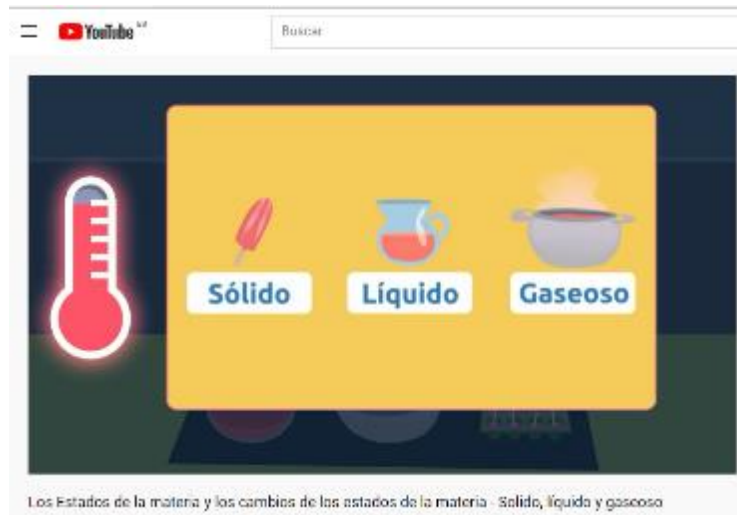 YouTube
Buscar
Sólido
Líquido
Gaseoso
Los Estados de la materia y los cambios de los estados de la materia - Solido, líquido y gaseoso